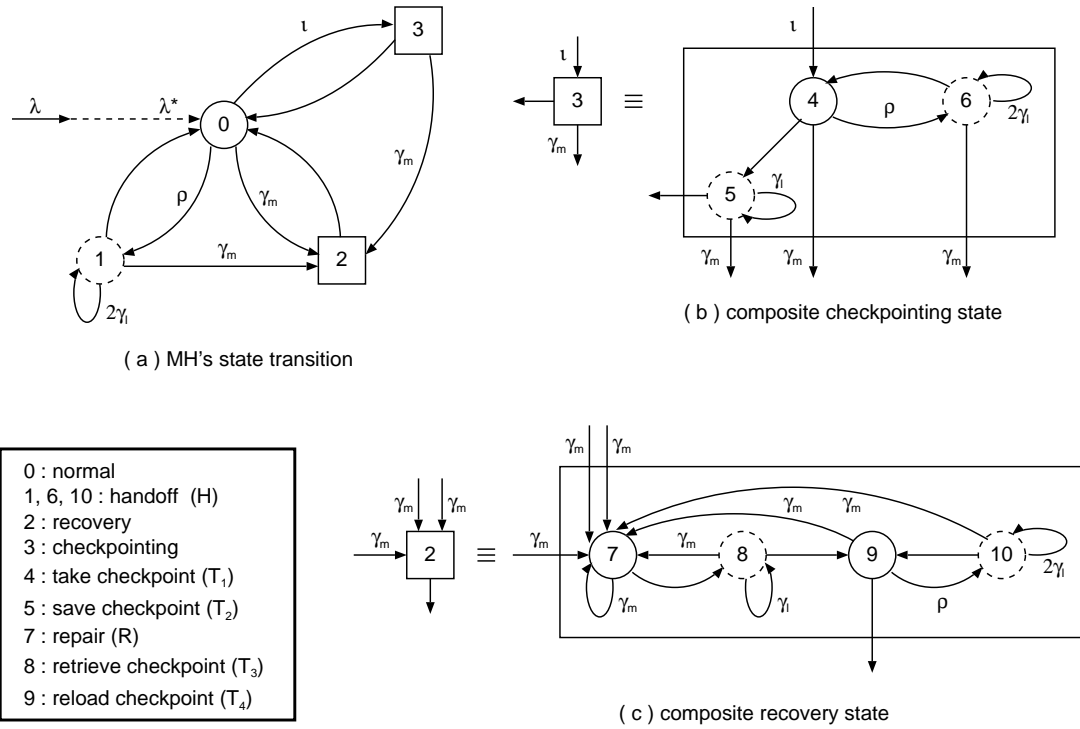 ι
3
λ
λ*
0
γm
ρ
γm
γm
1
2
2γl
( a ) MH's state transition
ι
3
≡
γm
ι
4
ρ
6
2γl
5
γl
γm
γm
γm
( b ) composite checkpointing state
0 : normal
1, 6, 10 : handoff (H)
2 : recovery
3 : checkpointing
4 : take checkpoint (T1)
5 : save checkpoint (T2)
7 : repair (R)
8 : retrieve checkpoint (T3)
9 : reload checkpoint (T4)
γm
γm
γm
2
≡
γm
γm
γm
γm
γm
7
γm
8
9
10
2γl
γm
γl
ρ
( c ) composite recovery state